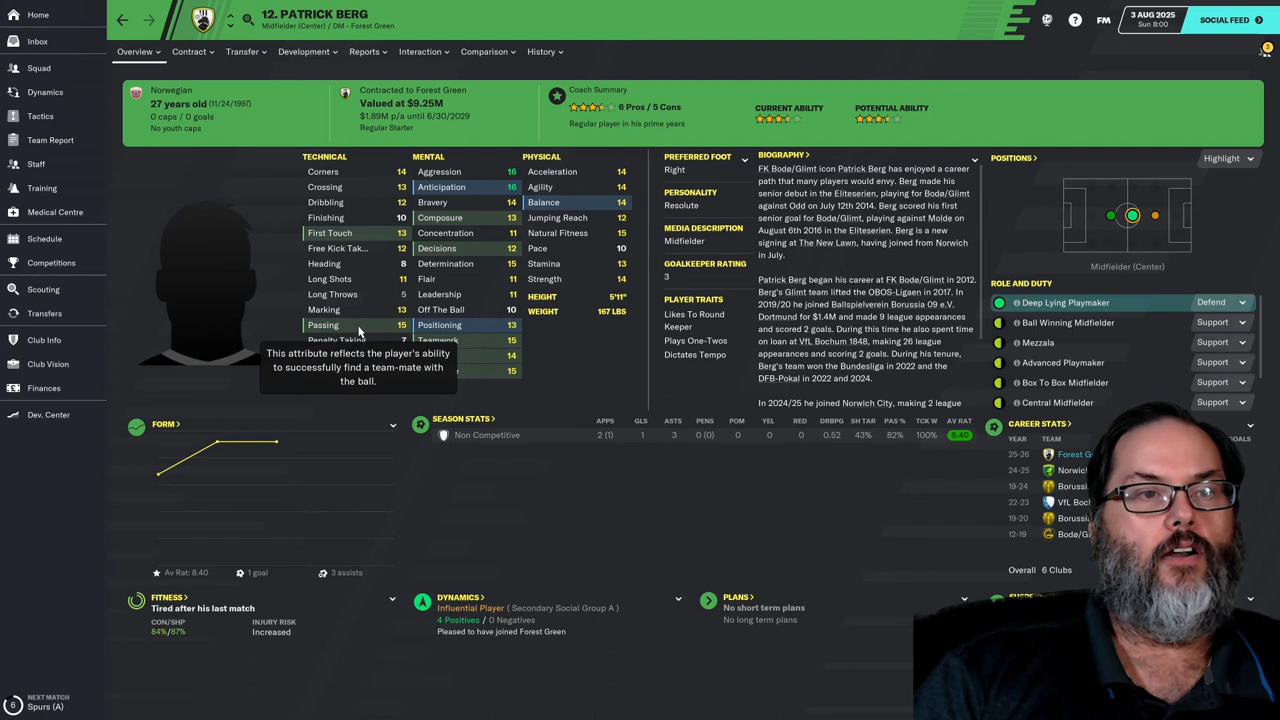 Home
Inbox
Squad
Dynamics
Tactics
Team Report
Staff
Training
Medical Centre
Schedule
Competitions
Scouting
Transfers
Club Info
Club Vision
Finances
Dev. Center
NEXT MATCH
6 Spurs (A)
12. PATRICK BERG
Midfielder (Center) / DM - Forest Green
FM
3 AUG 2025
Sun 8:00
SOCIAL FEED
3
Overview
Contract
Transfer
Development
Reports
Interaction
Comparison
History
Norwegian
27 years old (11/24/1997)
0 caps / 0 goals
No youth caps
Contracted to Forest Green
Valued at $9.25M
$1.89M p/a until 6/30/2029
Regular Starter
Coach Summary
6 Pros / 5 Cons
Regular player in his prime years
CURRENT ABILITY
POTENTIAL ABILITY
TECHNICAL
Corners 14
Crossing 13
Dribbling 12
Finishing 10
First Touch 13
Free Kick Tak... 12
Heading 8
Long Shots 11
Long Throws 5
Marking 13
Passing 15
Penalty Taking 7
This attribute reflects the player's ability
to successfully find a team-mate with
the ball.
MENTAL
Aggression 16
Anticipation 16
Bravery 14
Composure 13
Concentration 11
Decisions 12
Determination 15
Flair 11
Leadership 11
Off The Ball 10
Positioning 13
Teamwork 15
14
15
PHYSICAL
Acceleration 14
Agility 14
Balance 14
Jumping Reach 12
Natural Fitness 15
Pace 10
Stamina 13
Strength 14
HEIGHT 5'11"
WEIGHT 167 LBS
PREFERRED FOOT
Right
PERSONALITY
Resolute
MEDIA DESCRIPTION
Midfielder
GOALKEEPER RATING
3
PLAYER TRAITS
Likes To Round
Keeper
Plays One-Twos
Dictates Tempo
BIOGRAPHY
FK Bodø/Glimt icon Patrick Berg has enjoyed a career
path that many players would envy. Berg made his
senior debut in the Eliteserien, playing for Bodø/Glimt
against Odd on July 12th 2014. Berg scored his
first senior goal for Bodø/Glimt, playing against Molde on
August 6th 2016 in the Eliteserien. Berg is a new
signing at The New Lawn, having joined from Norwich
in July.
Patrick Berg began his career at FK Bodø/Glimt in 2012.
Berg's Glimt team lifted the OBOS-Ligaen in 2017. In
2019/20 he joined Ballspielverein Borussia 09 e.V.
Dortmund for $1.4M and made 9 league appearances
and scored 2 goals. During this time he also spent time
on loan at VfL Bochum 1848, making 26 league
appearances and scoring 2 goals. During his tenure,
Berg's team won the Bundesliga in 2022 and the
DFB-Pokal in 2022 and 2024.
In 2024/25 he joined Norwich City, making 2 league
POSITIONS
Highlight
Midfielder (Center)
ROLE AND DUTY
Deep Lying Playmaker Defend
Ball Winning Midfielder Support
Mezzala Support
Advanced Playmaker Support
Box To Box Midfielder Support
Central Midfielder Support
FORM
Av Rat: 8.40
1 goal
3 assists
SEASON STATS
APPS GLS ASTS PENS POM YEL RED DRBPG SH TAR PAS % TCK W AV RAT
Non Competitive 2 (1) 1 3 0 (0) 0 0 0 0.52 43% 82% 100% 8.40
CAREER STATS
YEAR TEAM GOALS
25-26 Forest G
24-25 Norwic
19-24 Boruss
22-23 VfL Boc
19-20 Boruss
12-19 Bodø/G
Overall 6 Clubs
FITNESS
Tired after his last match
CON/SHP
84%/87%
INJURY RISK
Increased
DYNAMICS
Influential Player ( Secondary Social Group A )
4 Positives / 0 Negatives
Pleased to have joined Forest Green
PLANS
No short term plans
No long term plans